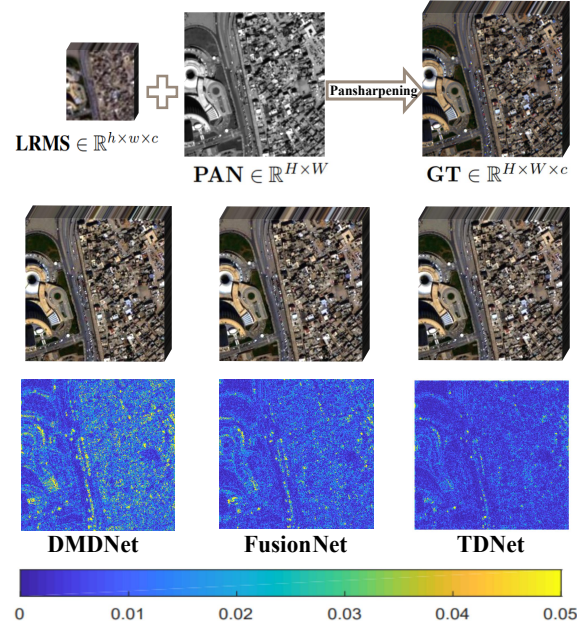 Pansharpening
LRMS ∈ ℝ^{h×w×c}
PAN ∈ ℝ^{H×W}
GT ∈ ℝ^{H×W×c}
DMDNet FusionNet TDNet
0 0.01 0.02 0.03 0.04 0.05